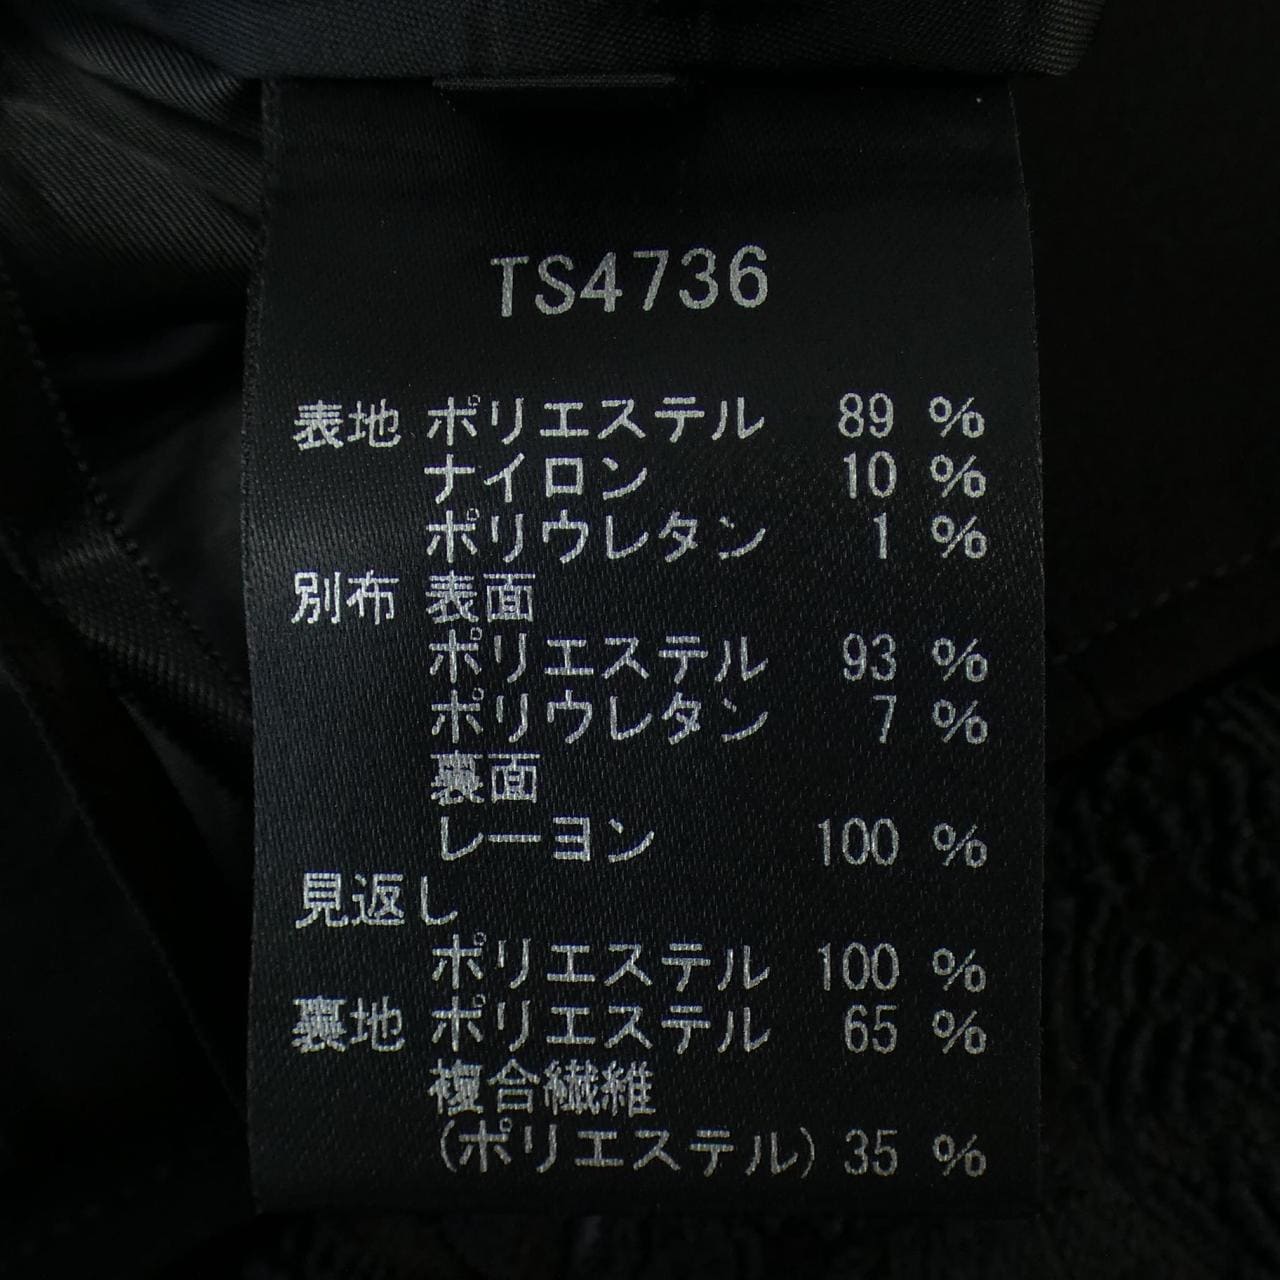 TS4736
表地 ポリエステル 89 %
ナイロン 10 %
ポリウレタン 1 %
別布 表面
ポリエステル 93 %
ポリウレタン 7 %
裏面
レーヨン 100 %
見返し
ポリエステル 100 %
裏地 ポリエステル 65 %
複合繊維
(ポリエステル) 35 %